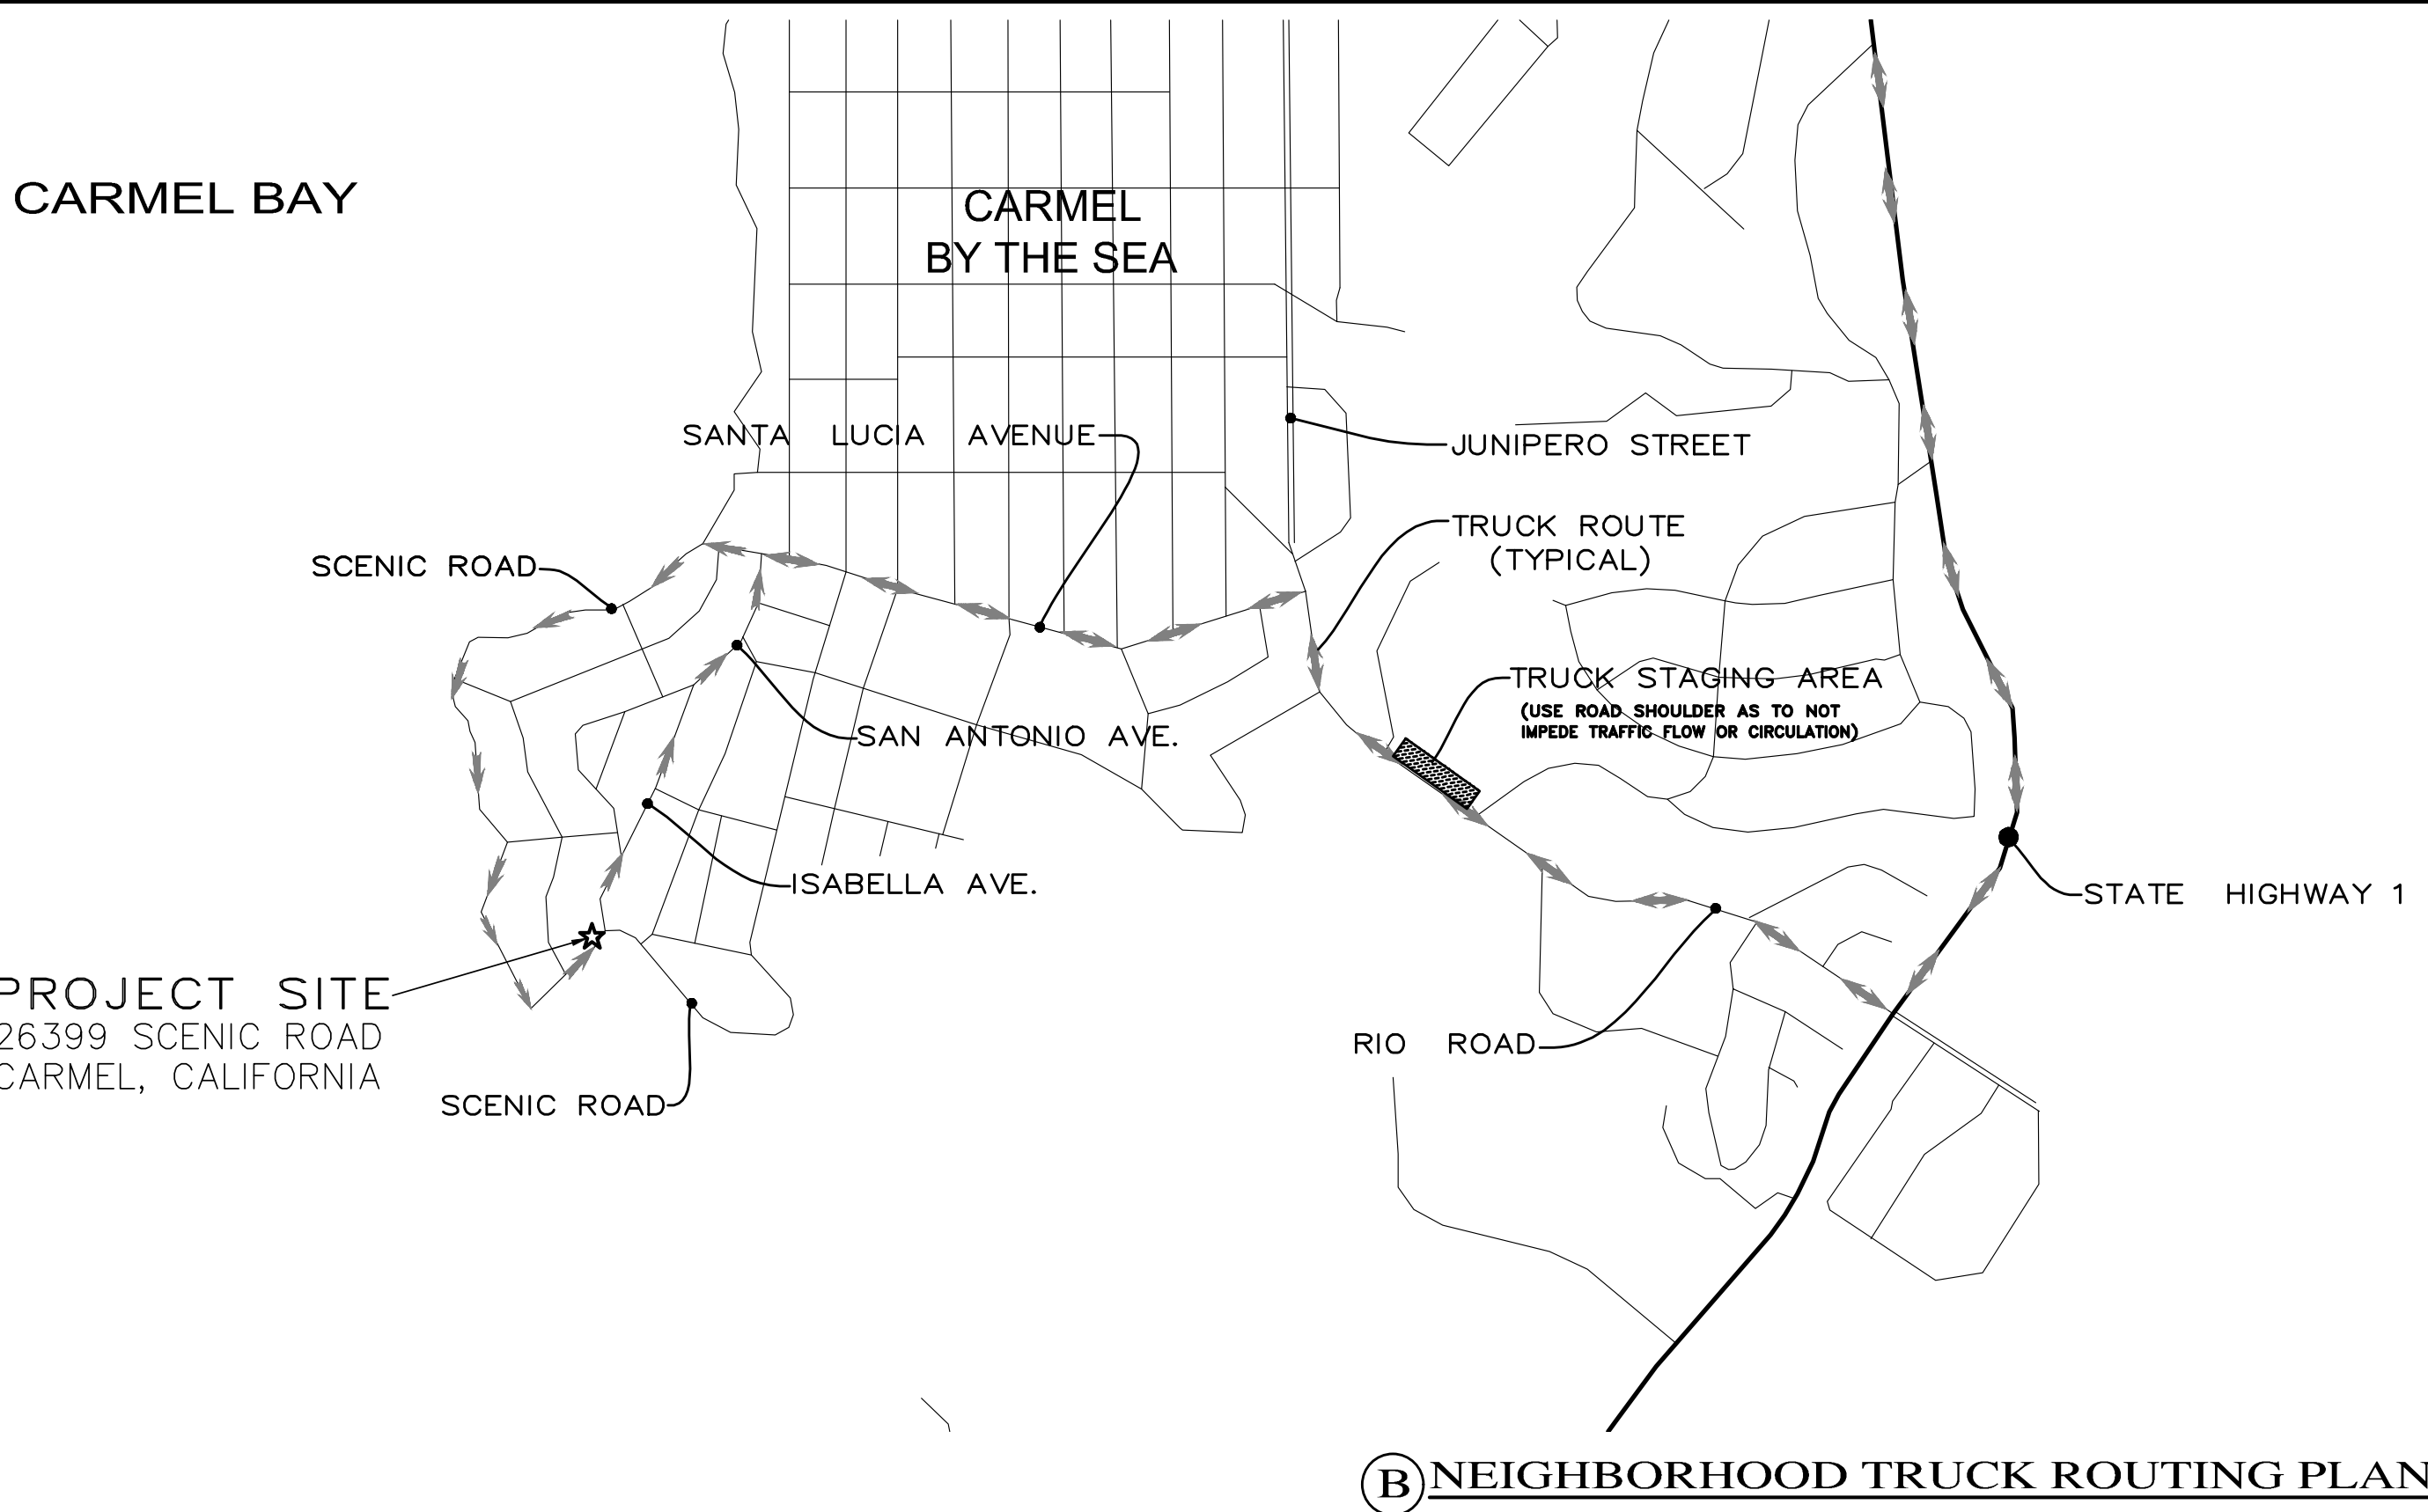 CARMEL BAY
CARMEL
BY THE SEA
SANTA LUCIA AVENUE
JUNIPERO STREET
TRUCK ROUTE
(TYPICAL)
SCENIC ROAD
TRUCK STAGING AREA
(USE ROAD SHOULDER AS TO NOT
IMPEDE TRAFFIC FLOW OR CIRCULATION)
SAN ANTONIO AVE.
ISABELLA AVE.
STATE HIGHWAY 1
PROJECT SITE
26399 SCENIC ROAD
CARMEL, CALIFORNIA
RIO ROAD
SCENIC ROAD
B NEIGHBORHOOD TRUCK ROUTING PLAN